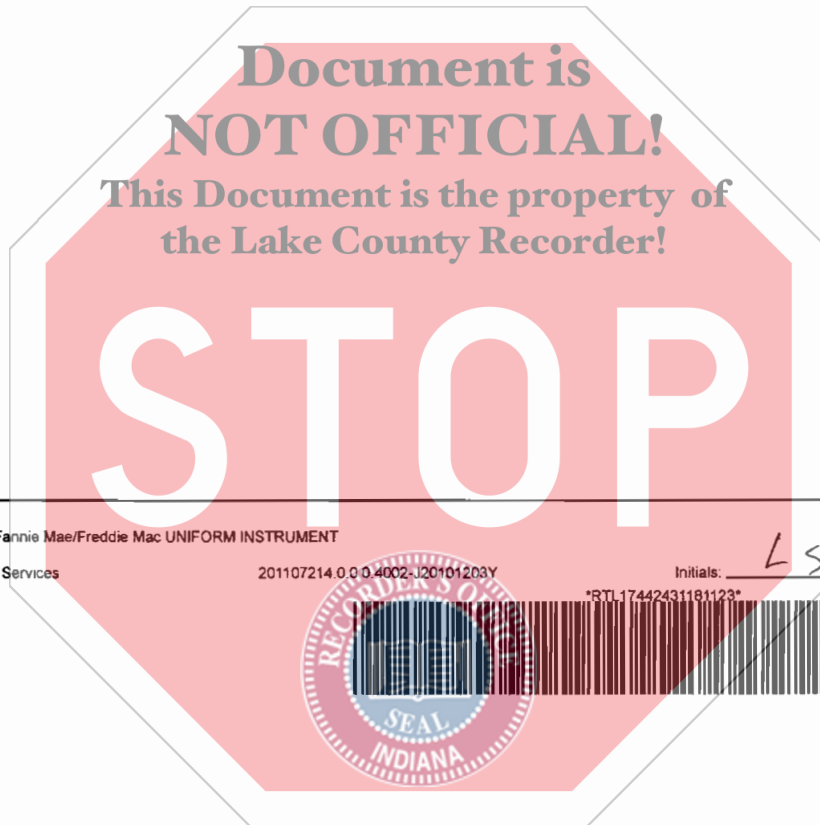 Document is
NOT OFFICIAL!
This Document is the property of
the Lake County Recorder!
STOP
Fannie Mae/Freddie Mac UNIFORM INSTRUMENT
Services
201107214.0.0.0.4002-J20101203Y
Initials: LS
*RTL17442431181123*
RECORDER'S OFFICE
SEAL
INDIANA